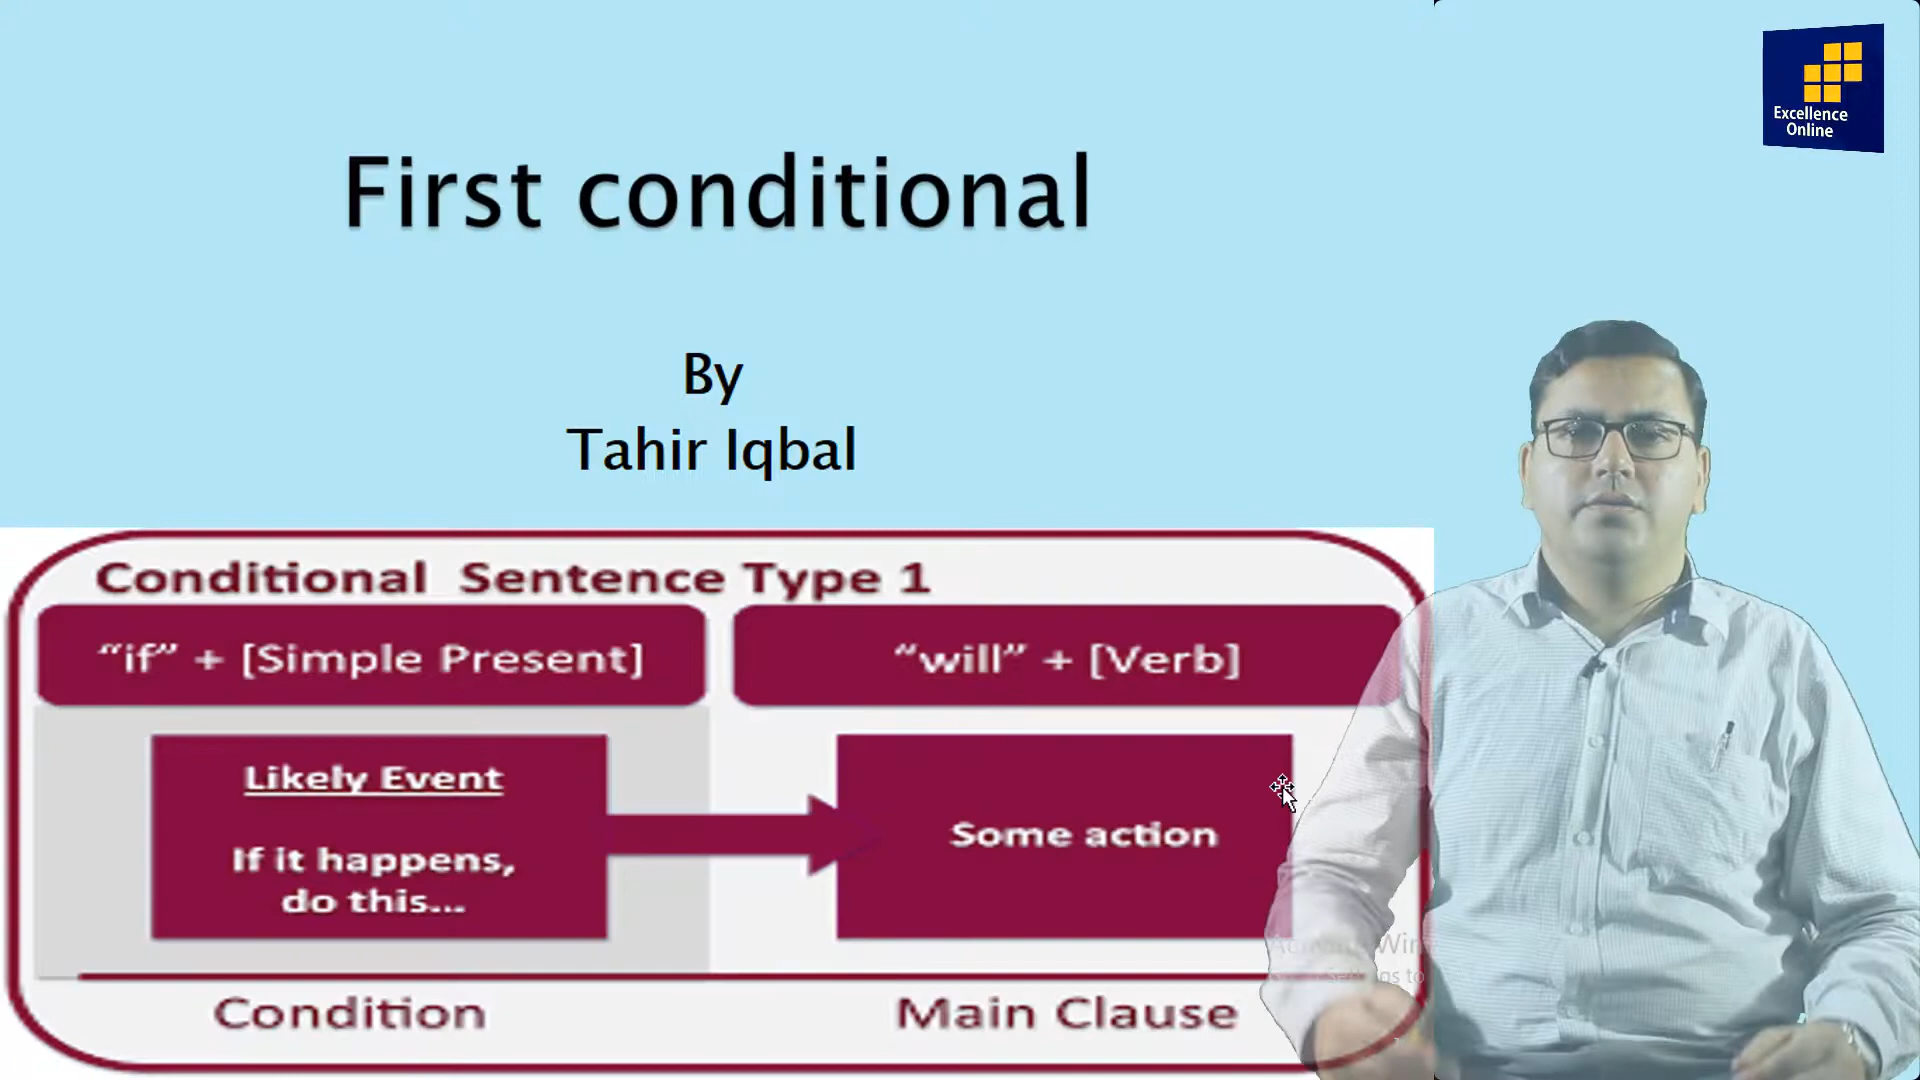 Excellence
Online
First conditional
By
Tahir Iqbal
Conditional Sentence Type 1
“if” + [Simple Present]
“will” + [Verb]
Likely Event
If it happens,
do this...
Some action
Condition
Main Clause